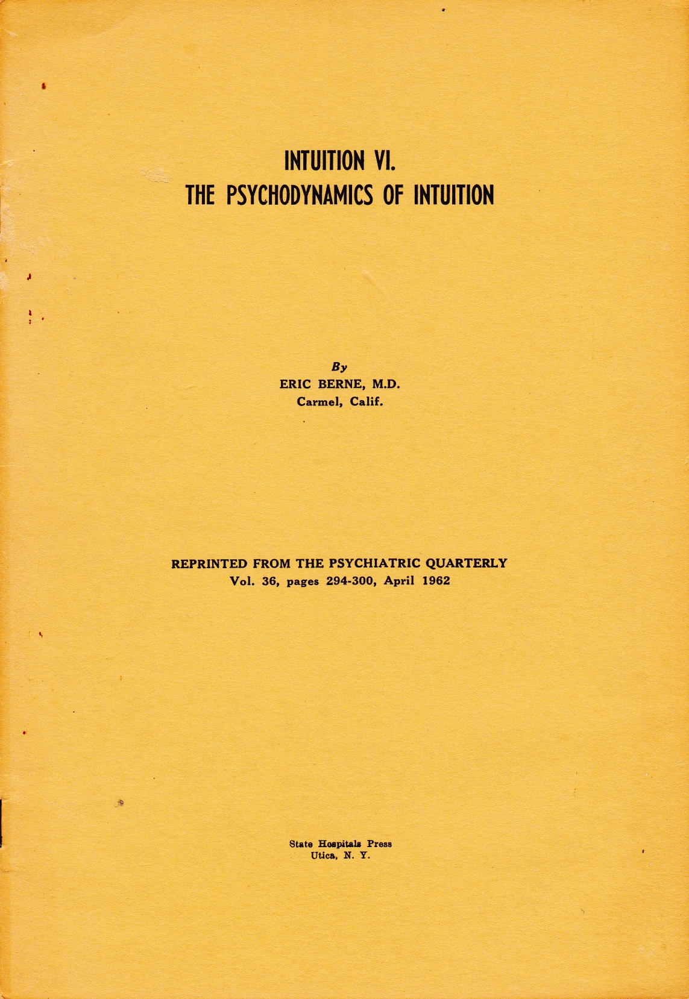 INTUITION VI.
THE PSYCHODYNAMICS OF INTUITION
By
ERIC BERNE, M.D.
Carmel, Calif.
REPRINTED FROM THE PSYCHIATRIC QUARTERLY
Vol. 36, pages 294-300, April 1962
State Hospitals Press
Utica, N. Y.